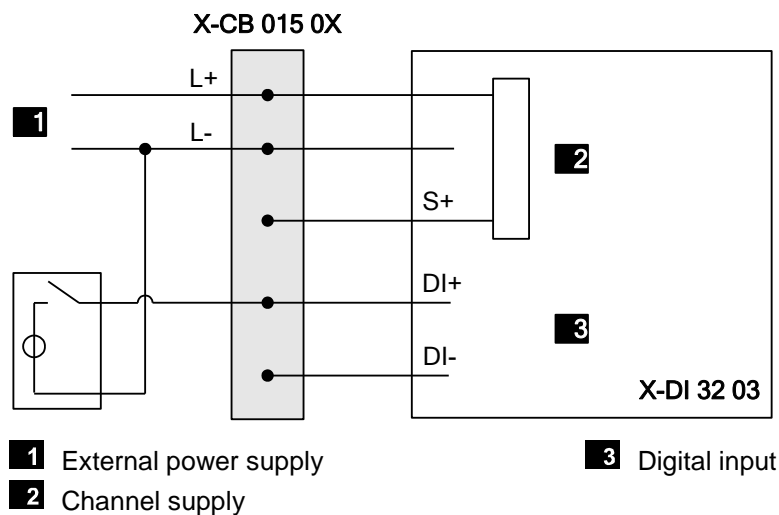 X-CB 015 0X
L+
1
L-
2
S+
DI+
3
DI-
X-DI 32 03
1 External power supply
3 Digital input
2 Channel supply